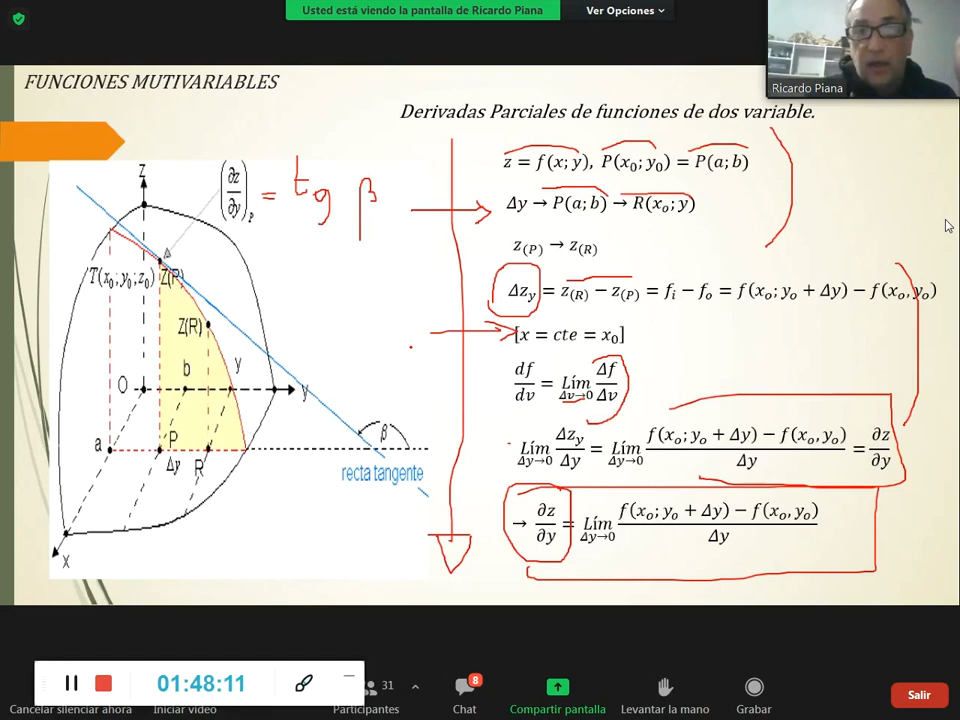 Usted está viendo la pantalla de Ricardo Piana
Ver Opciones
Ricardo Piana
FUNCIONES MUTIVARIABLES
Derivadas Parciales de funciones de dos variable.
z = f(x; y), P(x₀; y₀) = P(a; b)
Δy → P(a; b) → R(xₒ; y)
z₍P₎ → z₍R₎
Δz_y = z₍R₎ − z₍P₎ = fᵢ − fₒ = f(xₒ; yₒ + Δy) − f(xₒ, yₒ)
[x = cte = x₀]
df/dv = Lím Δv→0 Δf/Δv
Lím Δy→0 Δz_y/Δy = Lím Δy→0 (f(xₒ; yₒ + Δy) − f(xₒ, yₒ))/Δy = ∂z/∂y
→ ∂z/∂y = Lím Δy→0 (f(xₒ; yₒ + Δy) − f(xₒ, yₒ))/Δy
(∂z/∂y)_P = tg β
z
T(x₀; y₀; z₀)
Z(P)
Z(R)
O
b
y
y
β
a
P
Δy
R
recta tangente
x
01:48:11
Cancelar silenciar ahora
Iniciar video
31
Participantes
8
Chat
Compartir pantalla
Levantar la mano
Grabar
Salir